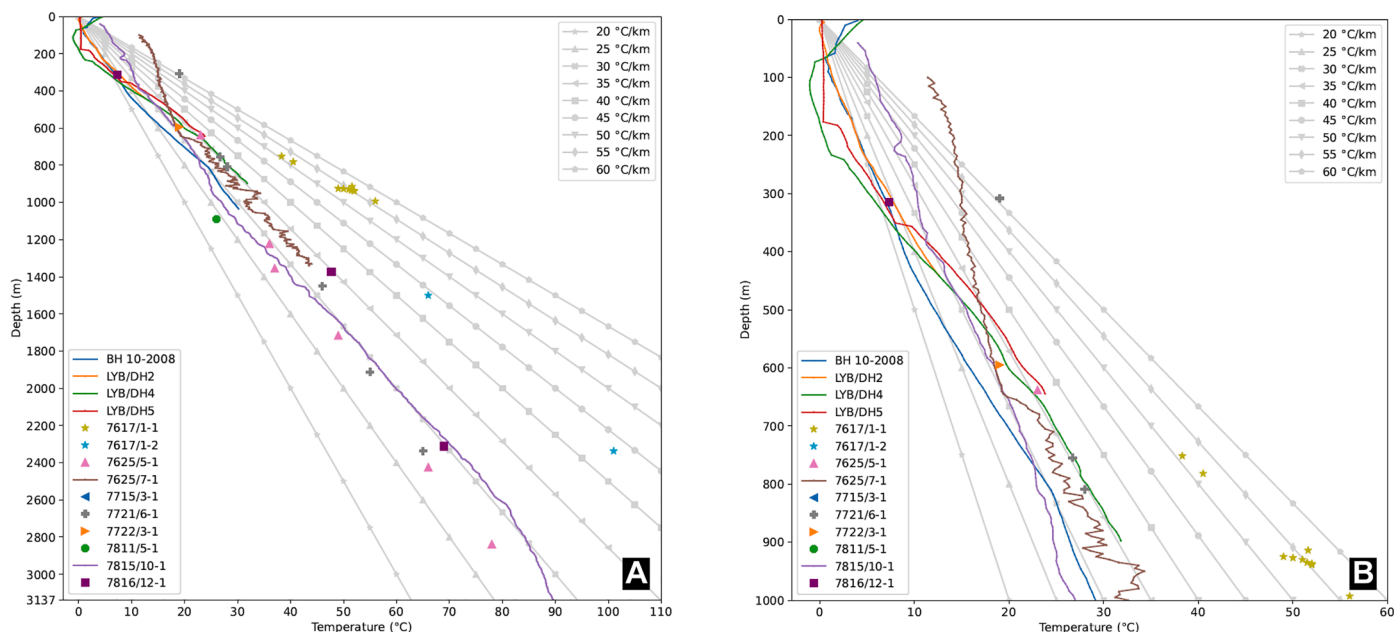 0
200
400
600
800
1000
1200
1400
1600
1800
2000
2200
2400
2600
2800
3000
3137
Depth (m)
0
10
20
30
40
50
60
70
80
90
100
110
Temperature (°C)
20 °C/km
25 °C/km
30 °C/km
35 °C/km
40 °C/km
45 °C/km
50 °C/km
55 °C/km
60 °C/km
BH 10-2008
LYB/DH2
LYB/DH4
LYB/DH5
7617/1-1
7617/1-2
7625/5-1
7625/7-1
7715/3-1
7721/6-1
7722/3-1
7811/5-1
7815/10-1
7816/12-1
A
0
100
200
300
400
500
600
700
800
900
1000
Depth (m)
0
10
20
30
40
50
60
Temperature (°C)
20 °C/km
25 °C/km
30 °C/km
35 °C/km
40 °C/km
45 °C/km
50 °C/km
55 °C/km
60 °C/km
BH 10-2008
LYB/DH2
LYB/DH4
LYB/DH5
7617/1-1
7617/1-2
7625/5-1
7625/7-1
7715/3-1
7721/6-1
7722/3-1
7811/5-1
7815/10-1
7816/12-1
B